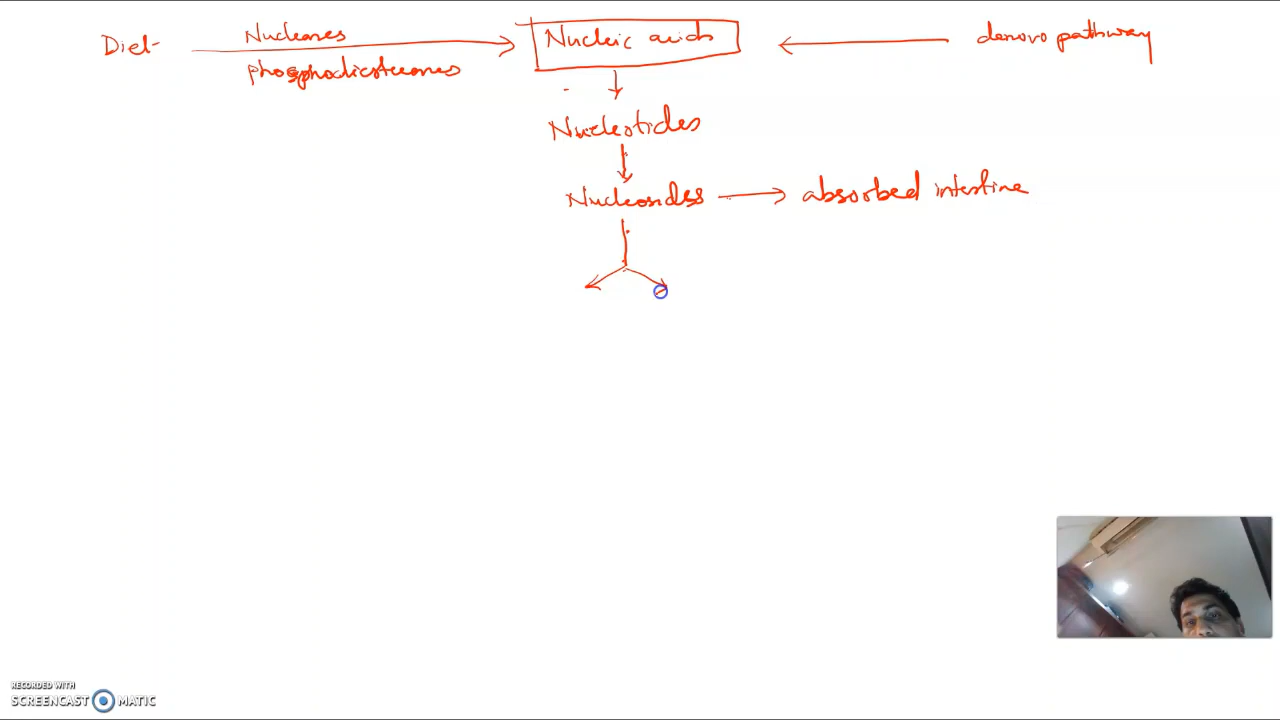 Diet
Nucleases
phosphodiesterases
Nucleic acids
denovo pathway
Nucleotides
Nucleosides
absorbed intestine
RECORDED WITH
SCREENCAST MATIC